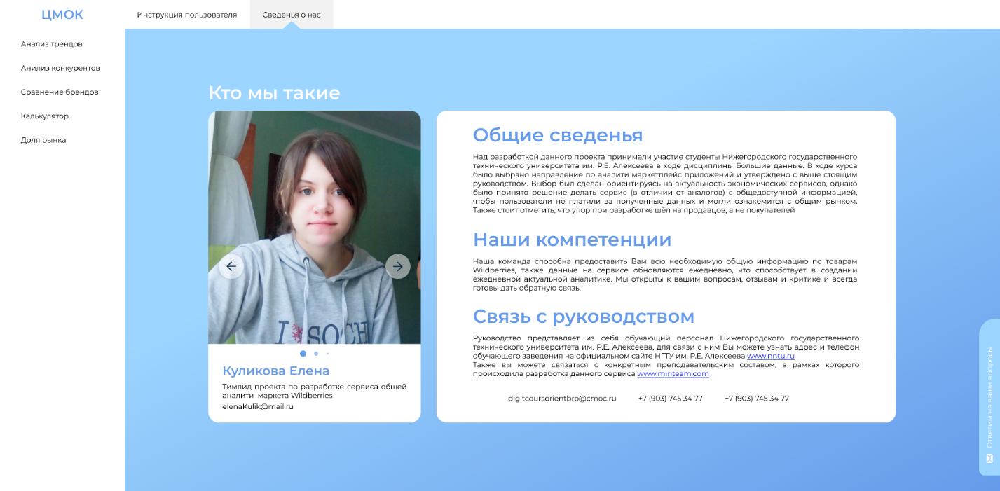 ЦМОК
Инструкция пользователя
Сведенья о нас
Анализ трендов
Анилиз конкурентов
Сравнение брендов
Калькулятор
Доля рынка
Кто мы такие
I SOCH
Куликова Елена
Тимлид проекта по разработке сервиса общей
аналити маркета Wildberries
elenaKulik@mail.ru
Общие сведенья
Над разработкой данного проекта принимали участие студенты Нижегородского государственного
технического университета им. Р.Е. Алексеева в ходе дисциплины Большие данные. В ходе курса
было выбрано направление по аналити маркетплейс приложений и утверждено с выше стоящим
руководством. Выбор был сделан ориентируясь на актуальность экономических сервисов, однако
было принято решение делать сервис (в отличии от аналогов) с общедоступной информацией,
чтобы пользователи не платили за полученные данных и могли ознакомится с общим рынком.
Также стоит отметить, что упор при разработке шёл на продавцов, а не покупателей
Наши компетенции
Наша команда способна предоставить Вам всю необходимую общую информацию по товарам
Wildberries, также данные на сервисе обновляются ежедневно, что способствует в создании
ежедневной актуальной аналитике. Мы открыты к вашим вопросам, отзывам и критике и всегда
готовы дать обратную связь.
Связь с руководством
Руководство представляет из себя обучающий персонал Нижегородского государственного
технического университета им. Р.Е. Алексеева, для связи с ним Вы можете узнать адрес и телефон
обучающего заведения на официальном сайте НГТУ им. Р.Е. Алексеева www.nntu.ru
Также вы можете связаться с конкретным преподавательским составом, в рамках которого
происходила разработка данного сервиса www.miriteam.com
digitcoursorientbro@cmoc.ru
+7 (903) 745 34 77
+7 (903) 745 34 77
Ответим на ваши вопросы